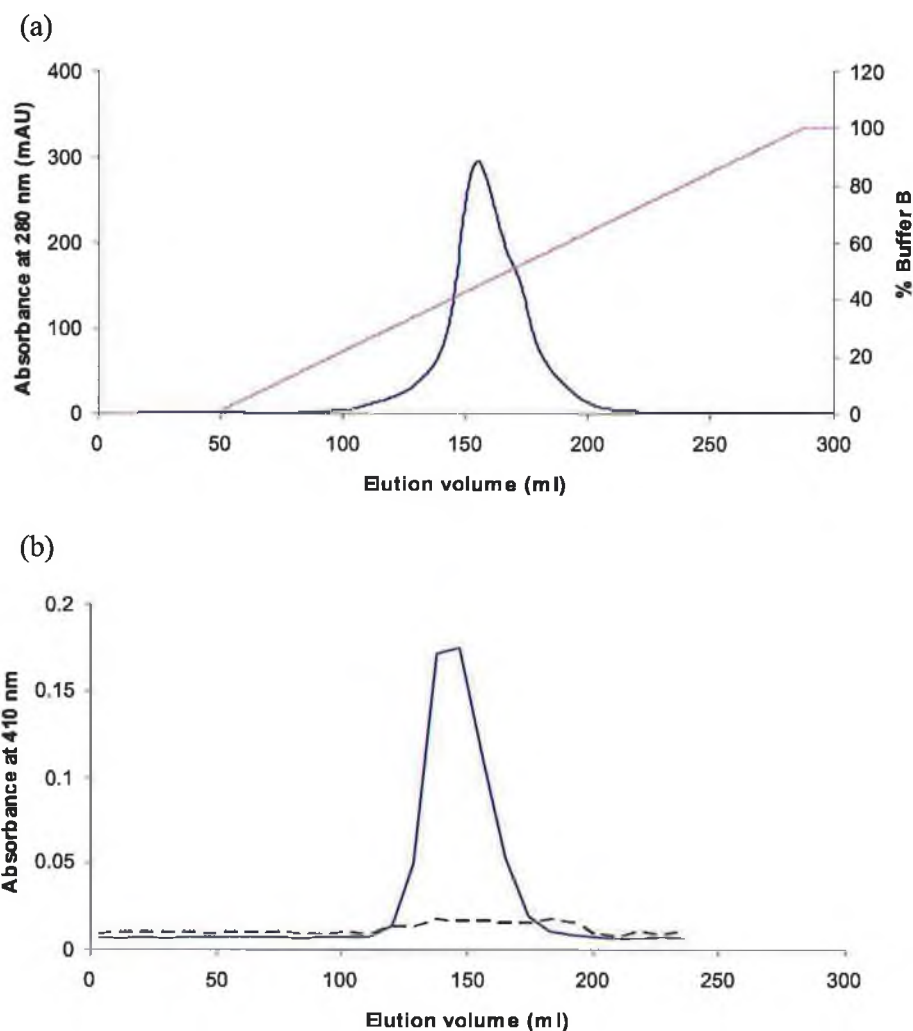 (a)
Absorbance at 280 nm (mAU)
400
300
200
100
0
0 50 100 150 200 250 300
Elution volume (ml)
120
100
80
60
40
20
0
% Buffer B
(b)
Absorbance at 410 nm
0.2
0.15
0.1
0.05
0
0 50 100 150 200 250 300
Elution volume (ml)